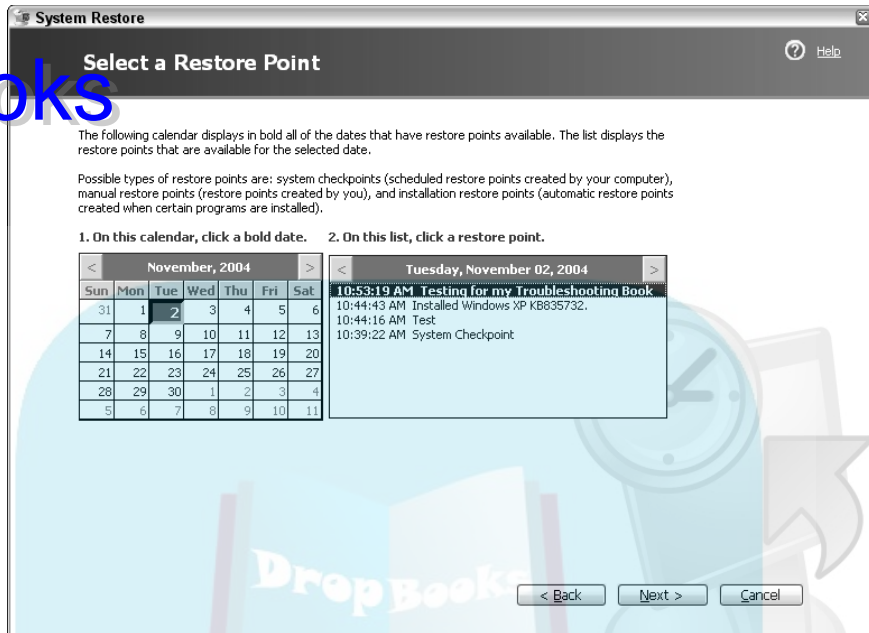 System Restore
Select a Restore Point
Help
oks
The following calendar displays in bold all of the dates that have restore points available. The list displays the
restore points that are available for the selected date.
Possible types of restore points are: system checkpoints (scheduled restore points created by your computer),
manual restore points (restore points created by you), and installation restore points (automatic restore points
created when certain programs are installed).
1. On this calendar, click a bold date.
< November, 2004 >
Sun Mon Tue Wed Thu Fri Sat
31 1 2 3 4 5 6
7 8 9 10 11 12 13
14 15 16 17 18 19 20
21 22 23 24 25 26 27
28 29 30 1 2 3 4
5 6 7 8 9 10 11
2. On this list, click a restore point.
< Tuesday, November 02, 2004 >
10:53:19 AM Testing for my Troubleshooting Book
10:44:43 AM Installed Windows XP KB835732.
10:44:16 AM Test
10:39:22 AM System Checkpoint
DropBooks
< Back
Next >
Cancel